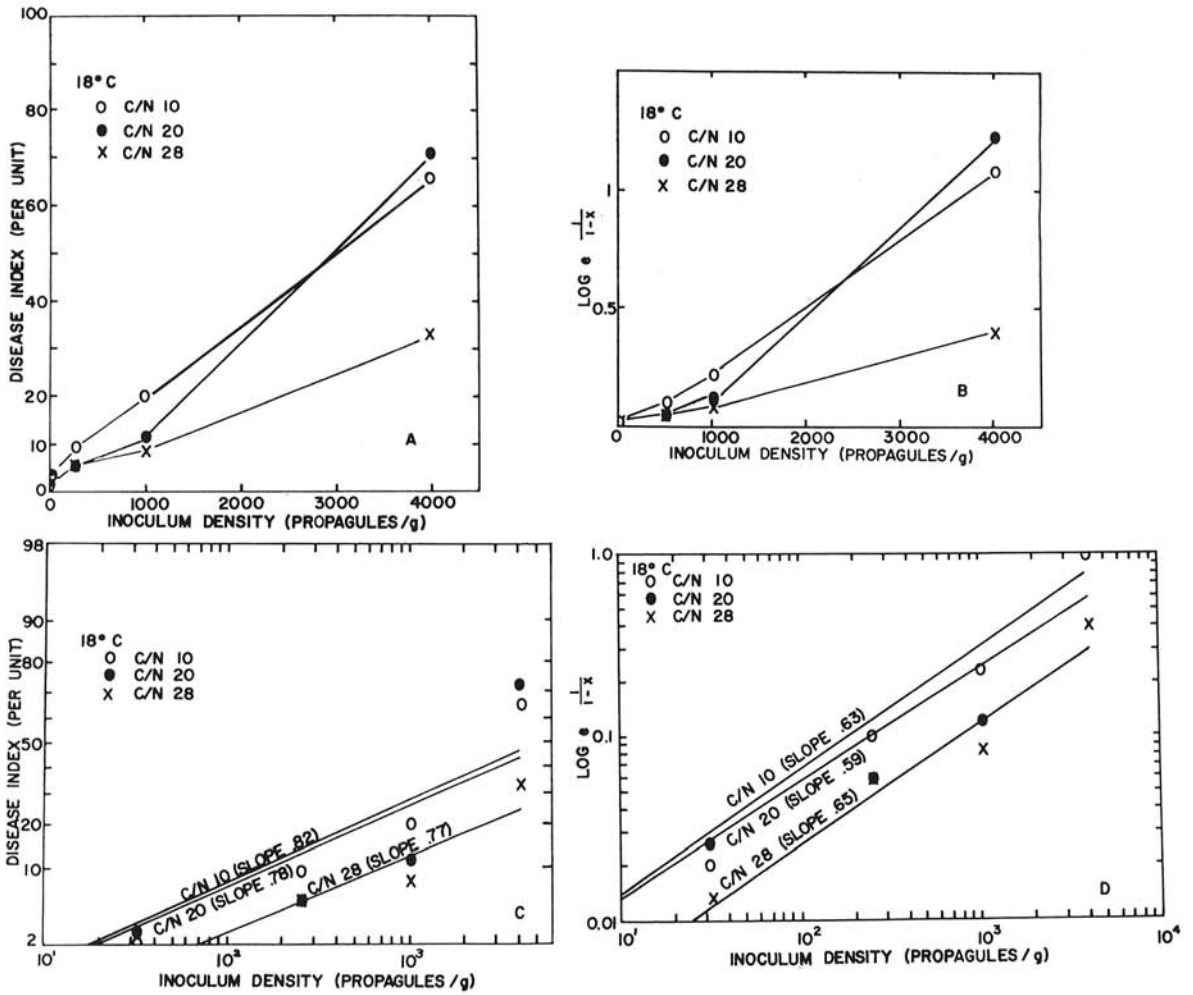 100
80
60
40
20
10
0
DISEASE INDEX (PER UNIT)
18° C
O C/N 10
● C/N 20
X C/N 28
A
0 1000 2000 3000 4000
INOCULUM DENSITY (PROPAGULES/g)
1
0.5
LOG e 1/1-x
18° C
O C/N 10
● C/N 20
X C/N 28
B
0 1000 2000 3000 4000
INOCULUM DENSITY (PROPAGULES/g)
98
90
80
50
20
10
2
DISEASE INDEX (PER UNIT)
18° C
O C/N 10
● C/N 20
X C/N 28
C/N 10 (SLOPE .82)
C/N 20 (SLOPE .78)
C/N 28 (SLOPE .77)
C
10¹ 10² 10³
INOCULUM DENSITY (PROPAGULES/g)
1.0
0.1
0.01
LOG e 1/1-x
18° C
O C/N 10
● C/N 20
X C/N 28
C/N 10 (SLOPE .63)
C/N 20 (SLOPE .59)
C/N 28 (SLOPE .65)
D
10¹ 10² 10³ 10⁴
INOCULUM DENSITY (PROPAGULES/g)